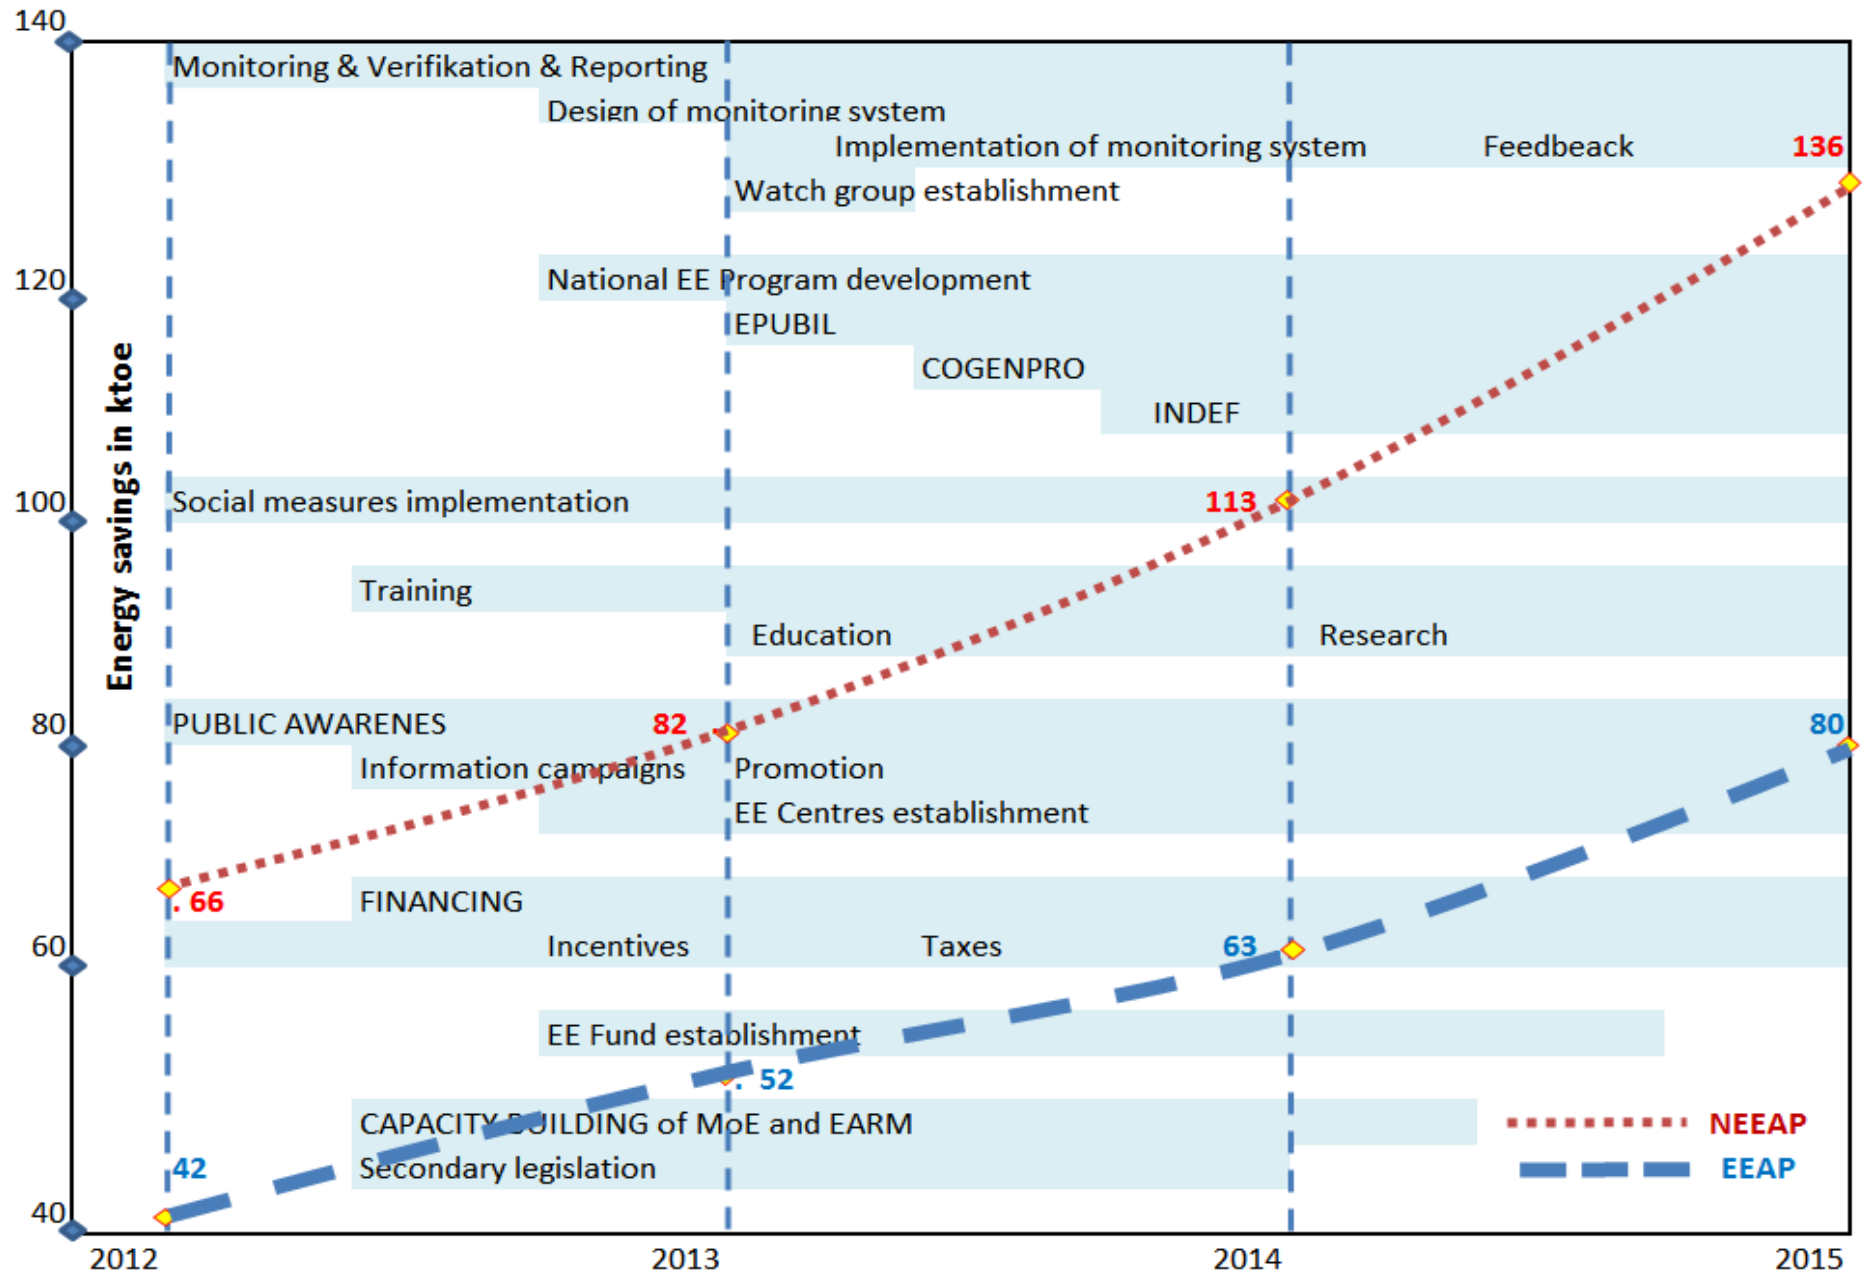 140
Monitoring & Verifikation & Reporting
Design of monitoring system
Implementation of monitoring system Feedbeack 136
Watch group establishment
120 National EE Program development
EPUBIL
COGENPRO
INDEF
Energy savings in ktoe
100 Social measures implementation 113
Training
Education Research
80 PUBLIC AWARENES 82 80
Information campaigns Promotion
EE Centres establishment
. 66 FINANCING
60 Incentives Taxes 63
EE Fund establishment
. 52
CAPACITY BUILDING of MoE and EARM NEEAP
42 Secondary legislation EEAP
40
2012 2013 2014 2015